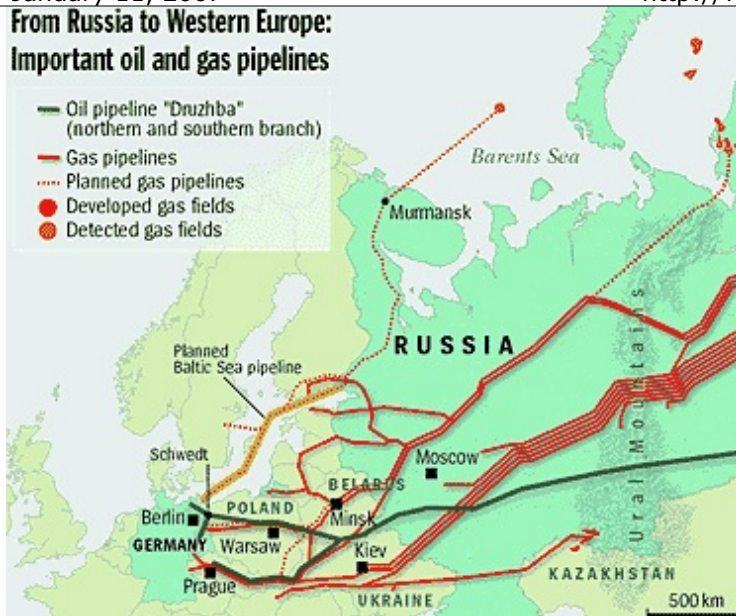 From Russia to Western Europe:
Important oil and gas pipelines
Oil pipeline "Druzhba"
(northern and southern branch)
Gas pipelines
Planned gas pipelines
Developed gas fields
Detected gas fields
Barents Sea
Murmansk
RUSSIA
Ural Mountains
Planned
Baltic Sea pipeline
Schwedt
Moscow
BELARUS
POLAND
Berlin
Minsk
GERMANY
Warsaw
Kiev
Prague
KAZAKHSTAN
UKRAINE
500 km